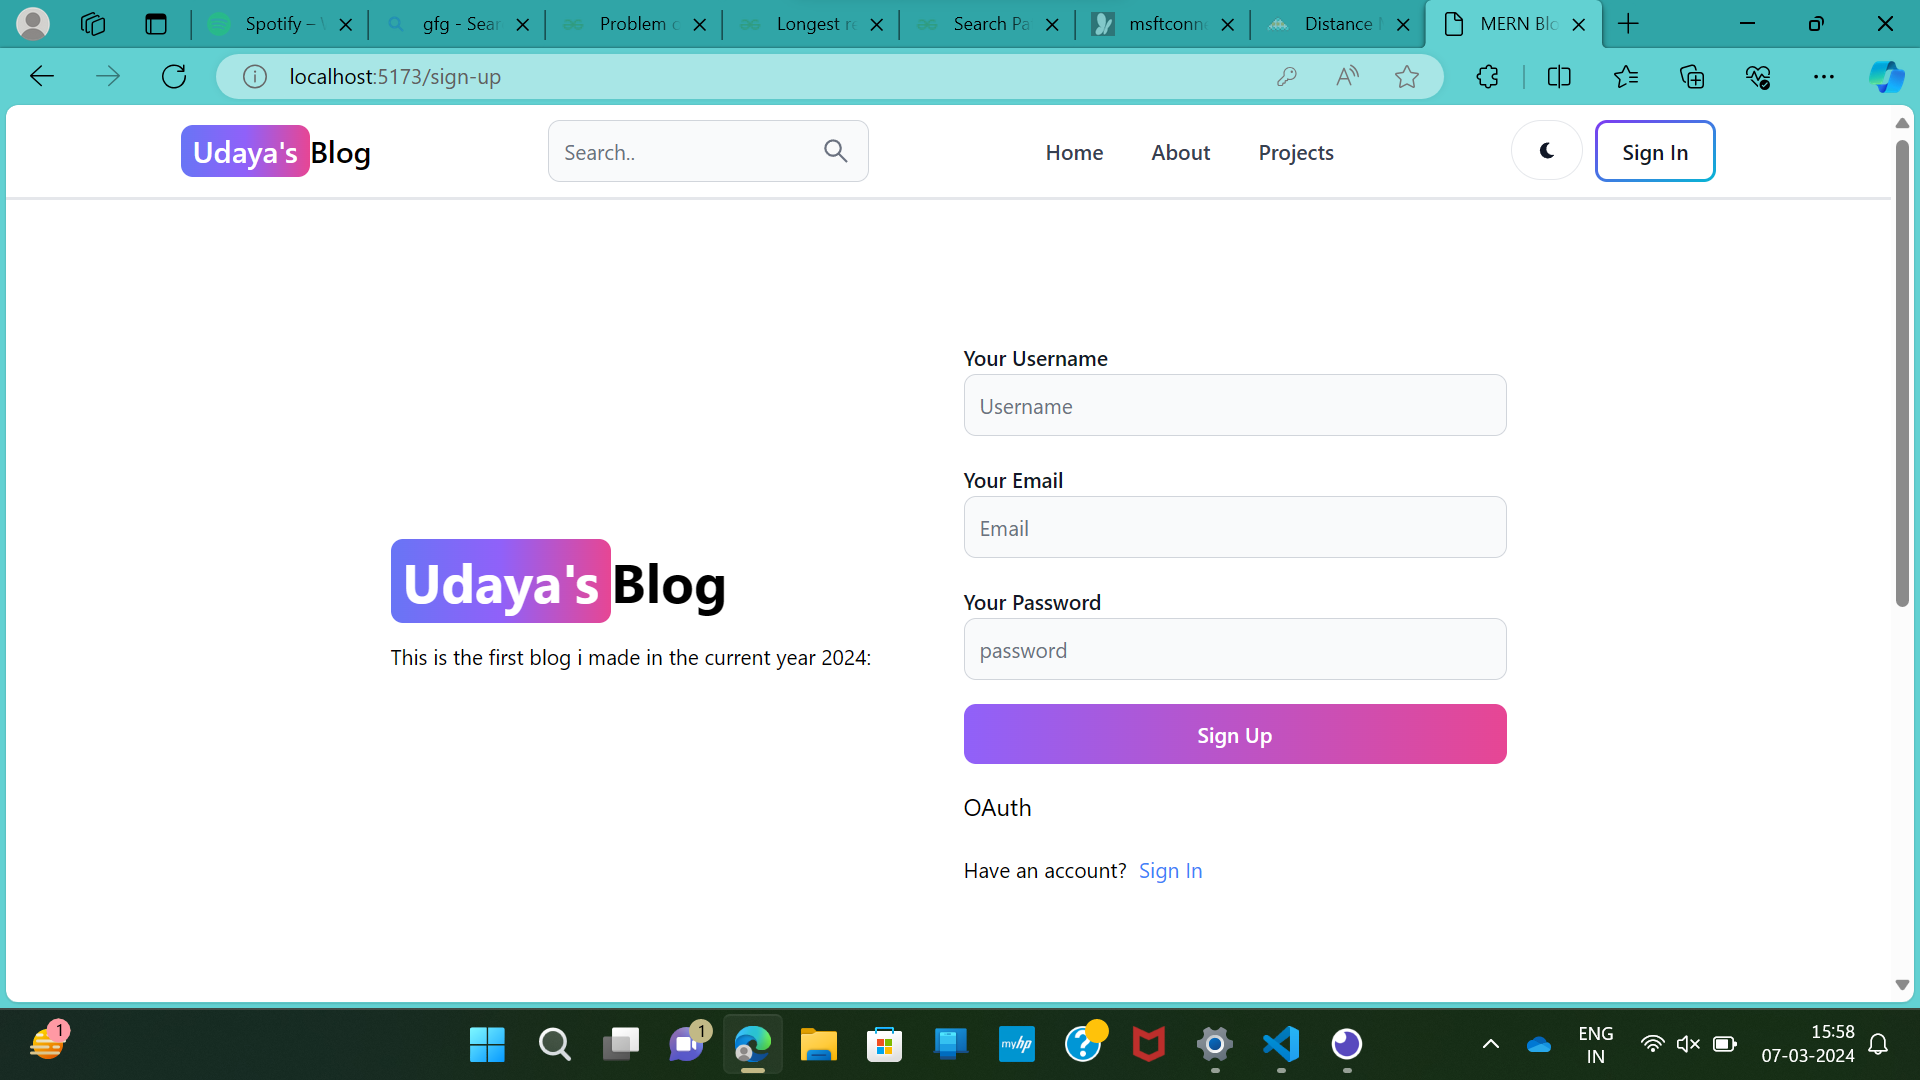 Spotify –
gfg - Sear
Problem
Longest re
Search Pa
msftconne
Distance
MERN Blo
localhost:5173/sign-up
Udaya's Blog
Search..
Home
About
Projects
Sign In
Your Username
Username
Your Email
Email
Udaya's Blog
This is the first blog i made in the current year 2024:
Your Password
password
Sign Up
OAuth
Have an account? Sign In
1
1
myhp
?
ENG
IN
15:58
07-03-2024